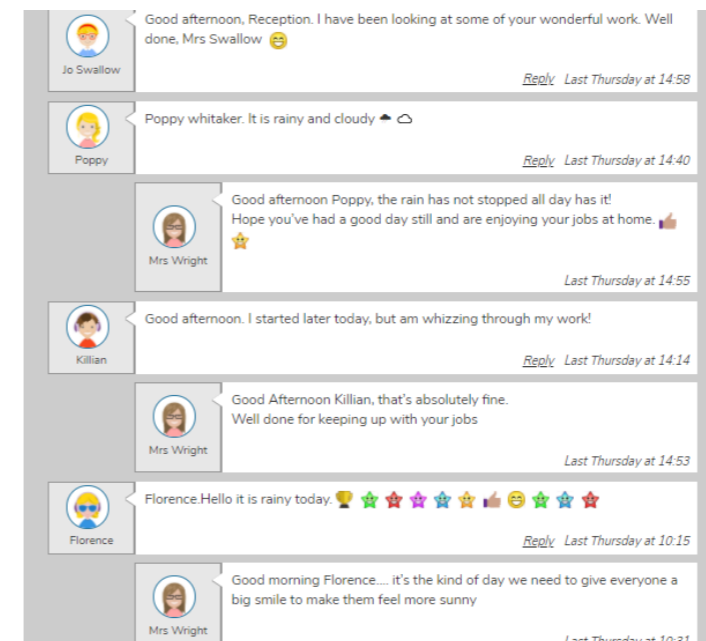 Good afternoon, Reception. I have been looking at some of your wonderful work. Well
done, Mrs Swallow
Jo Swallow
Reply Last Thursday at 14:58
Poppy whitaker. It is rainy and cloudy
Poppy
Reply Last Thursday at 14:40
Good afternoon Poppy, the rain has not stopped all day has it!
Hope you've had a good day still and are enjoying your jobs at home.
Mrs Wright
Last Thursday at 14:55
Good afternoon. I started later today, but am whizzing through my work!
Killian
Reply Last Thursday at 14:14
Good Afternoon Killian, that's absolutely fine.
Well done for keeping up with your jobs
Mrs Wright
Last Thursday at 14:53
Florence.Hello it is rainy today.
Florence
Reply Last Thursday at 10:15
Good morning Florence.... it's the kind of day we need to give everyone a
big smile to make them feel more sunny
Mrs Wright
Last Thursday at 10:31